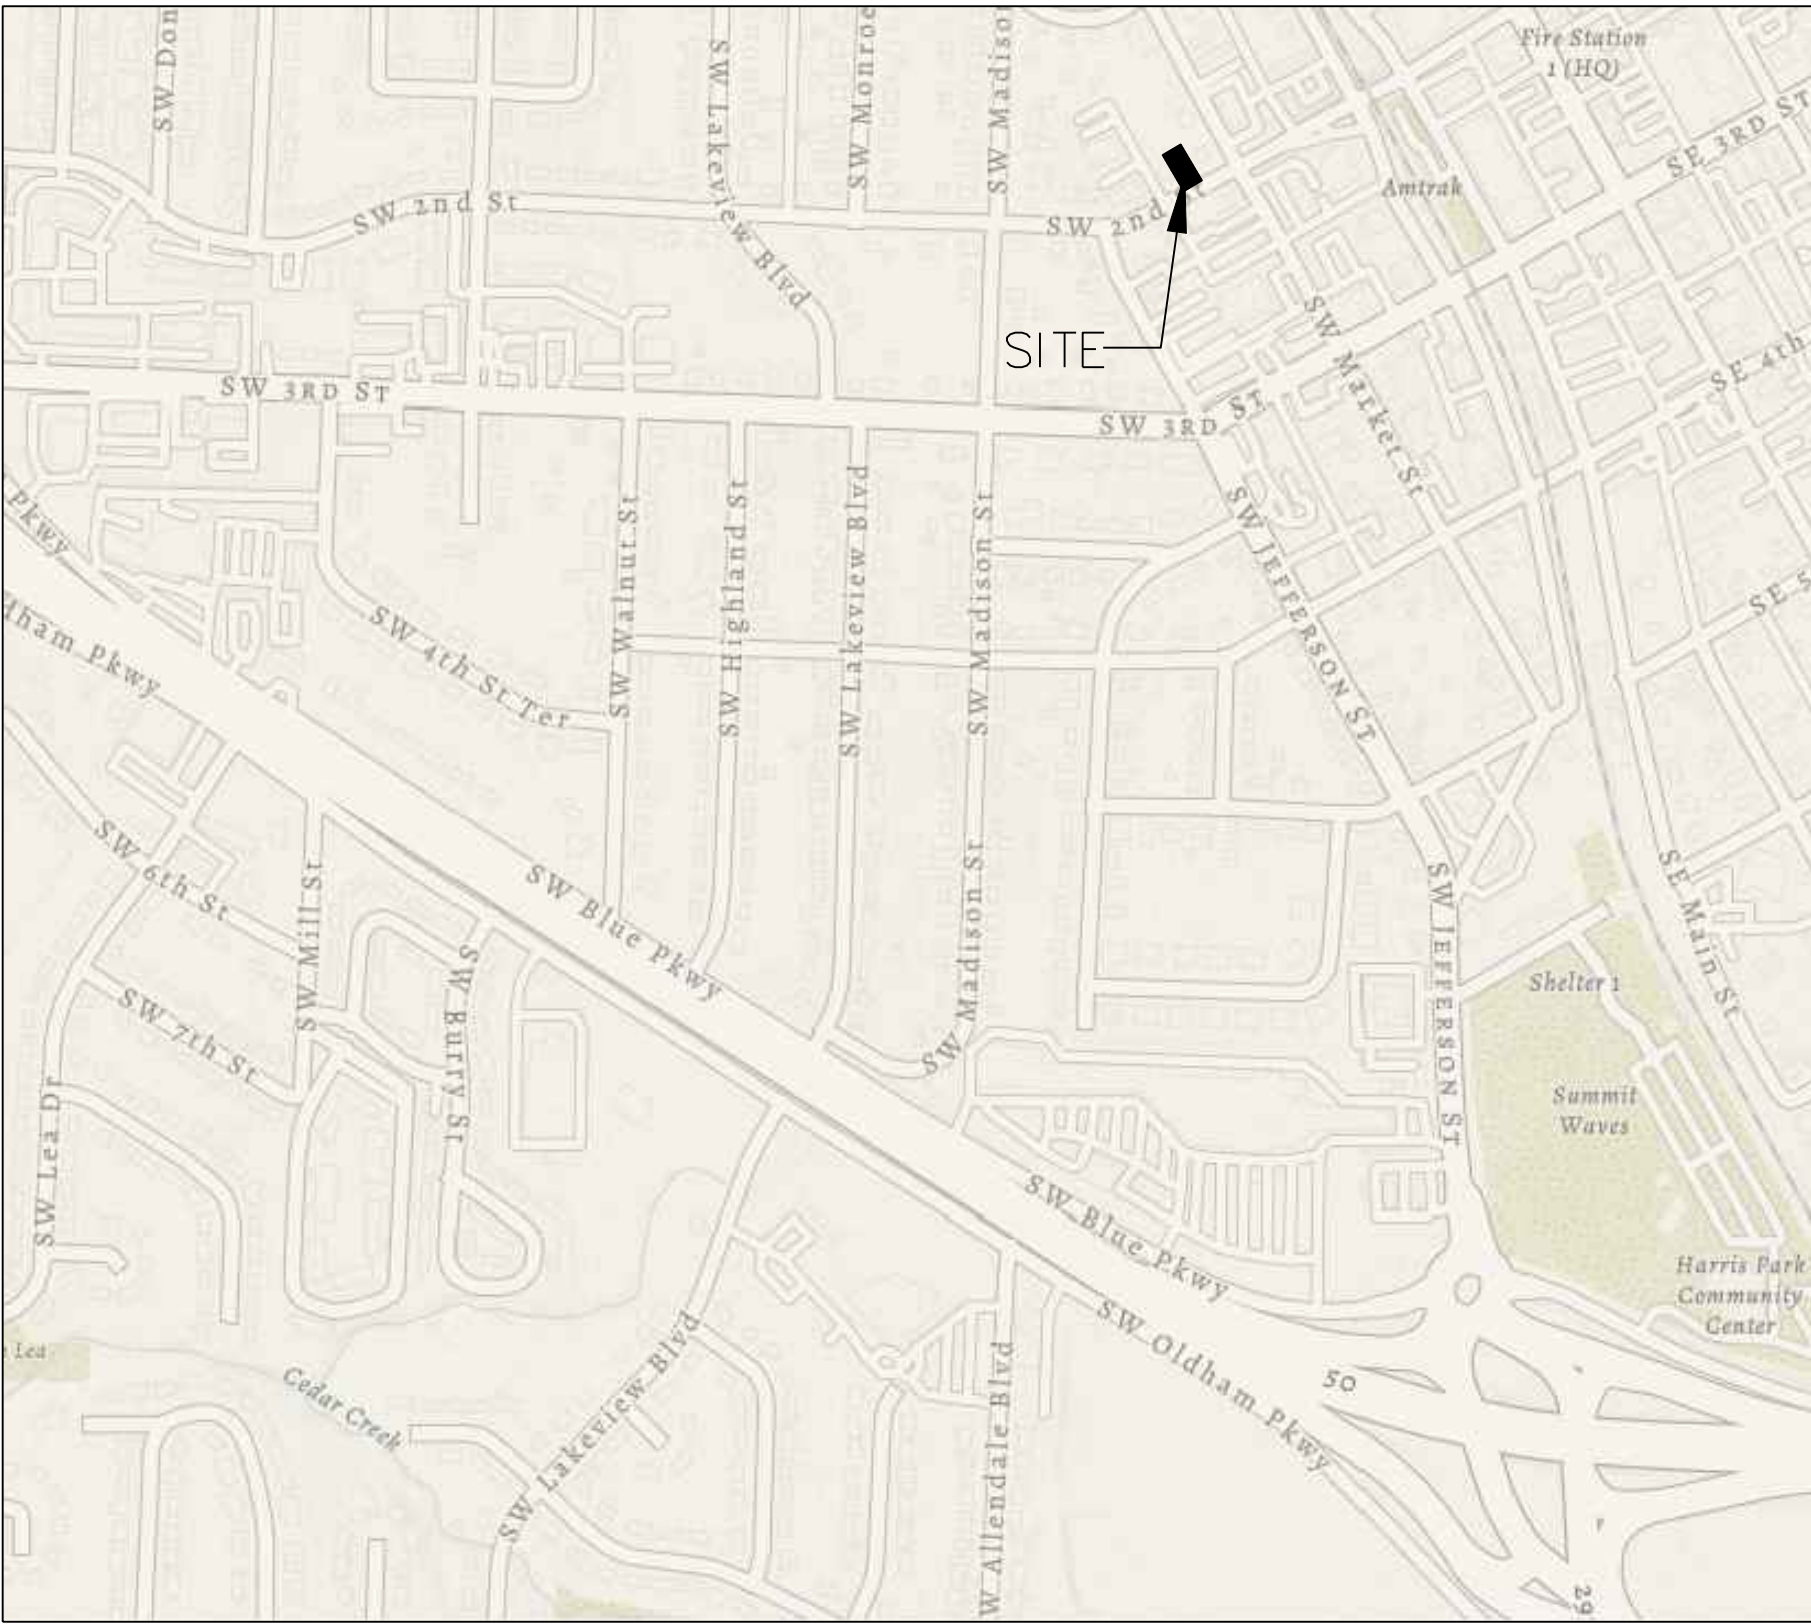 SW Don
SW Lakeview Blvd
SW Monroe
SW Madison
Fire Station
1 (HQ)
SE 3RD ST
Amtrak
SW 2nd St
SW 2nd St
SITE
SW Market St
SE 4th
SW 3RD ST
SW 3RD ST
Pkwy
SW Walnut St
SW Highland St
SW Lakeview Blvd
SW Madison St
SW JEFFERSON ST
SE 5
dham Pkwy
SW 4th St Ter
SW 6th St
SW Mill St
SW Blue Pkwy
SW Madison St
SW JEFFERSON ST
SE Main St
SW 7th St
SW Burry St
SW Lea Dr
Shelter 1
Summit
Waves
SW Blue Pkwy
Harris Park
Community
Center
SW Oldham Pkwy
50
Lea
Cedar Creek
SW Lakeview Blvd
W Allendale Blvd
29